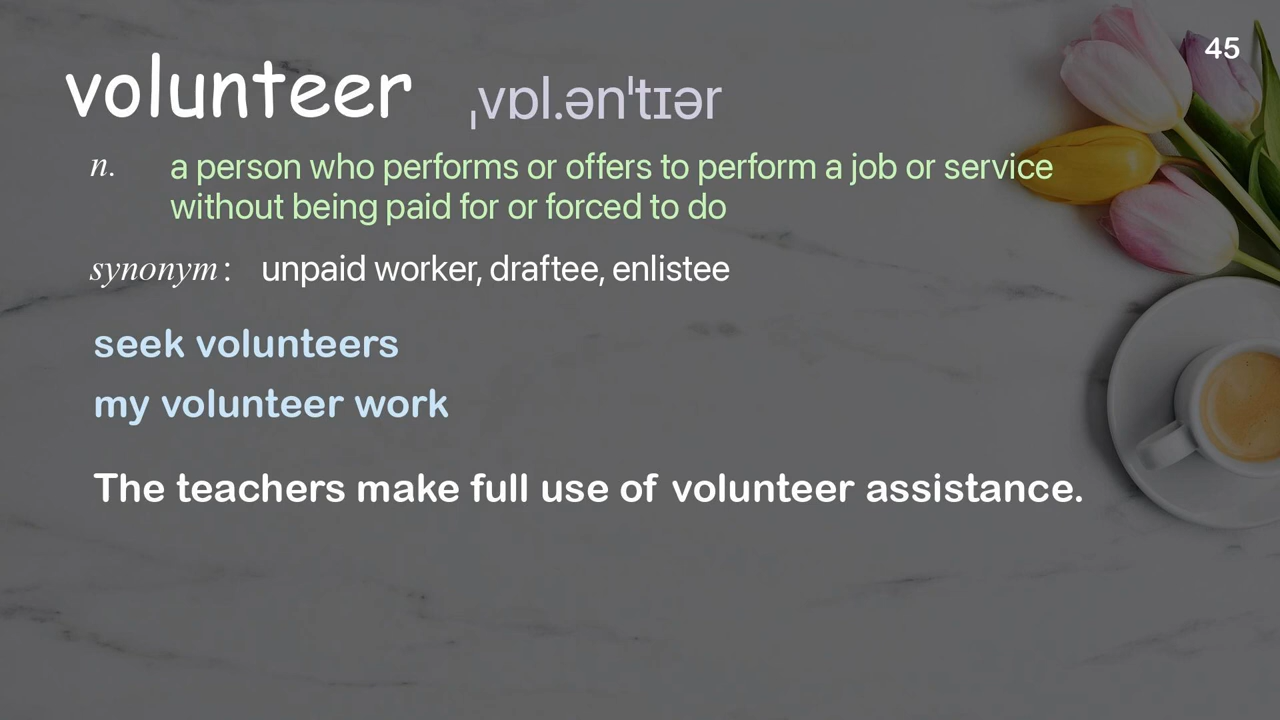 45
volunteer ˌvɒl.ənˈtɪər
n. a person who performs or offers to perform a job or service
without being paid for or forced to do
synonym: unpaid worker, draftee, enlistee
seek volunteers
my volunteer work
The teachers make full use of volunteer assistance.